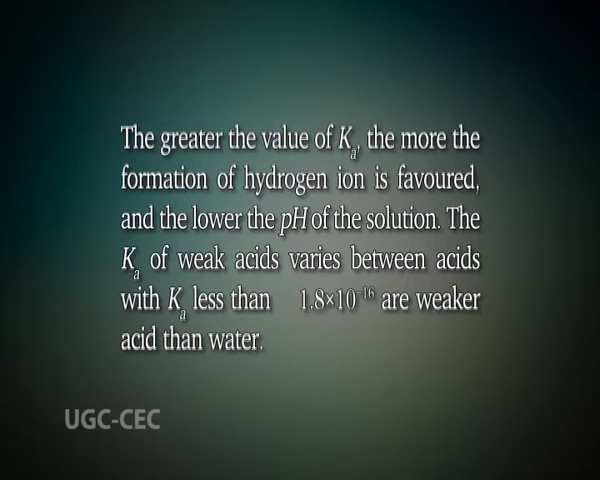 The greater the value of Ka, the more the
formation of hydrogen ion is favoured,
and the lower the pH of the solution. The
Ka of weak acids varies between acids
with Ka less than 1.8×10⁻¹⁶ are weaker
acid than water.
UGC-CEC